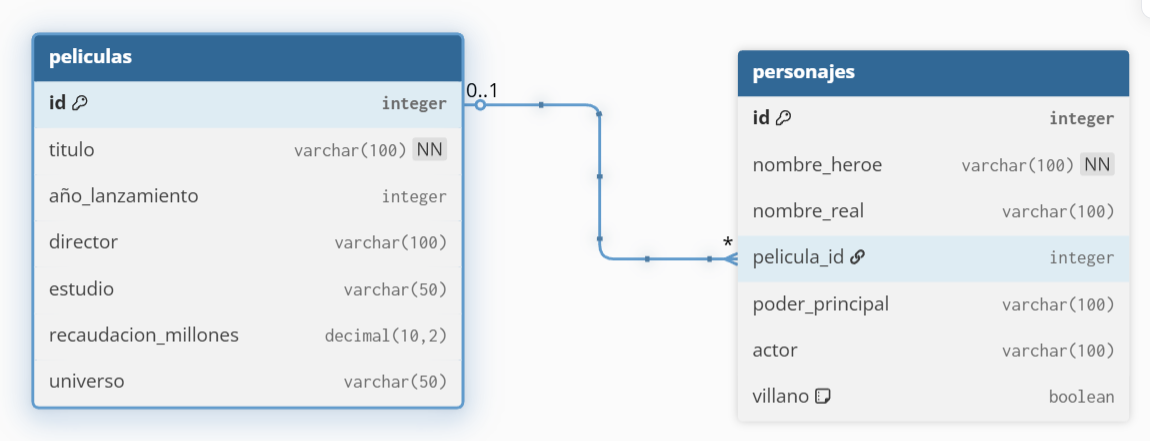 peliculas
id integer
titulo varchar(100) NN
año_lanzamiento integer
director varchar(100)
estudio varchar(50)
recaudacion_millones decimal(10,2)
universo varchar(50)
0..1
*
personajes
id integer
nombre_heroe varchar(100) NN
nombre_real varchar(100)
pelicula_id integer
poder_principal varchar(100)
actor varchar(100)
villano boolean